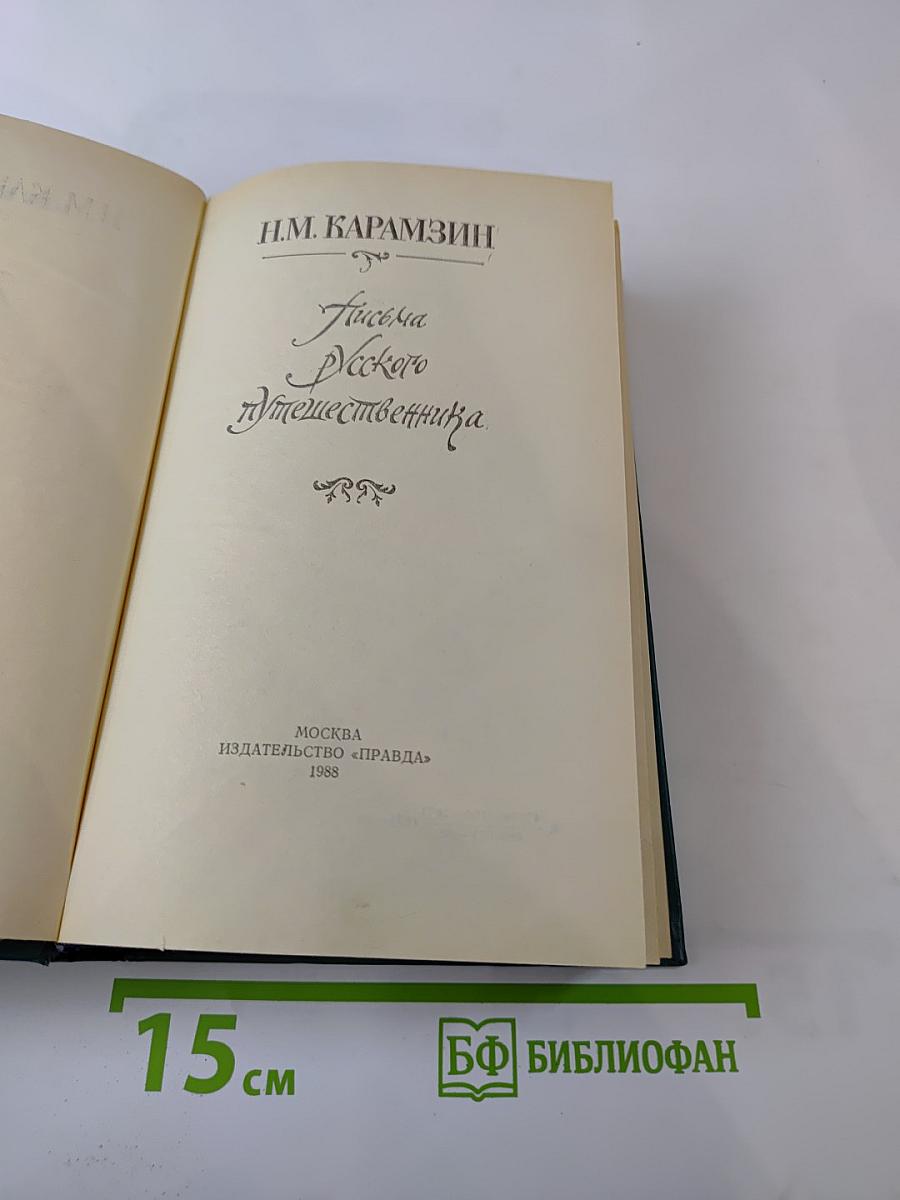 Н.М. КАРАМЗИН
Письма
русского
путешественника
МОСКВА
ИЗДАТЕЛЬСТВО «ПРАВДА»
1988
15 см
БФ БИБЛИОФАН